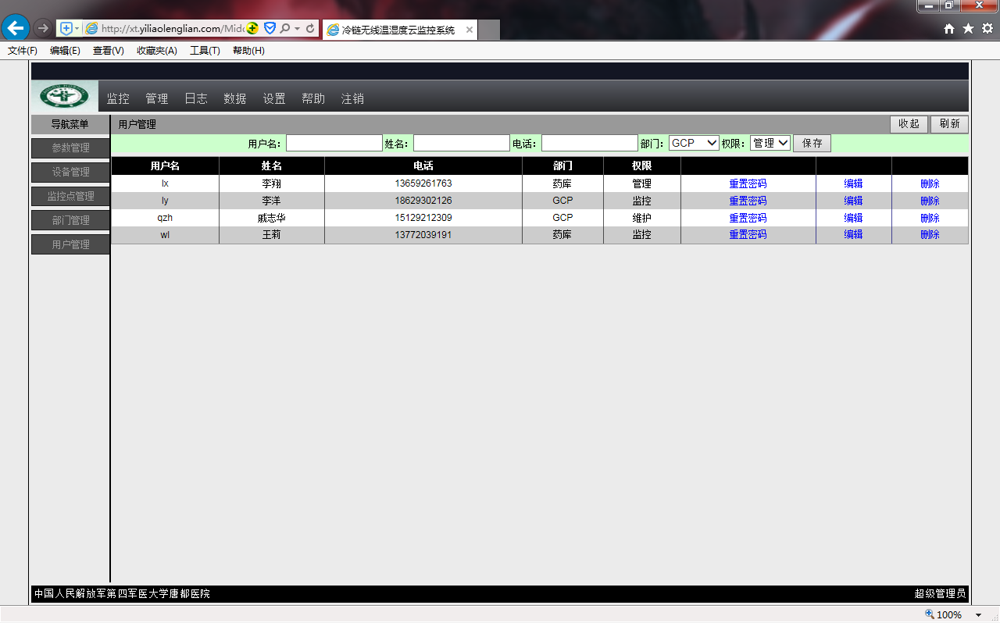 http://xt.yiliaolenglian.com/Midd
冷链无线温湿度云监控系统
文件(F) 编辑(E) 查看(V) 收藏夹(A) 工具(T) 帮助(H)
监控 管理 日志 数据 设置 帮助 注销
导航菜单 用户管理 收起 刷新
参数管理
设备管理
监控点管理
部门管理
用户管理
用户名： 姓名： 电话： 部门： GCP 权限： 管理 保存
用户名 姓名 电话 部门 权限
lx 李翔 13659261763 药库 管理 重置密码 编辑 删除
ly 李洋 18629302126 GCP 监控 重置密码 编辑 删除
qzh 戚志华 15129212309 GCP 维护 重置密码 编辑 删除
wl 王莉 13772039191 药库 监控 重置密码 编辑 删除
中国人民解放军第四军医大学唐都医院 超级管理员
100%